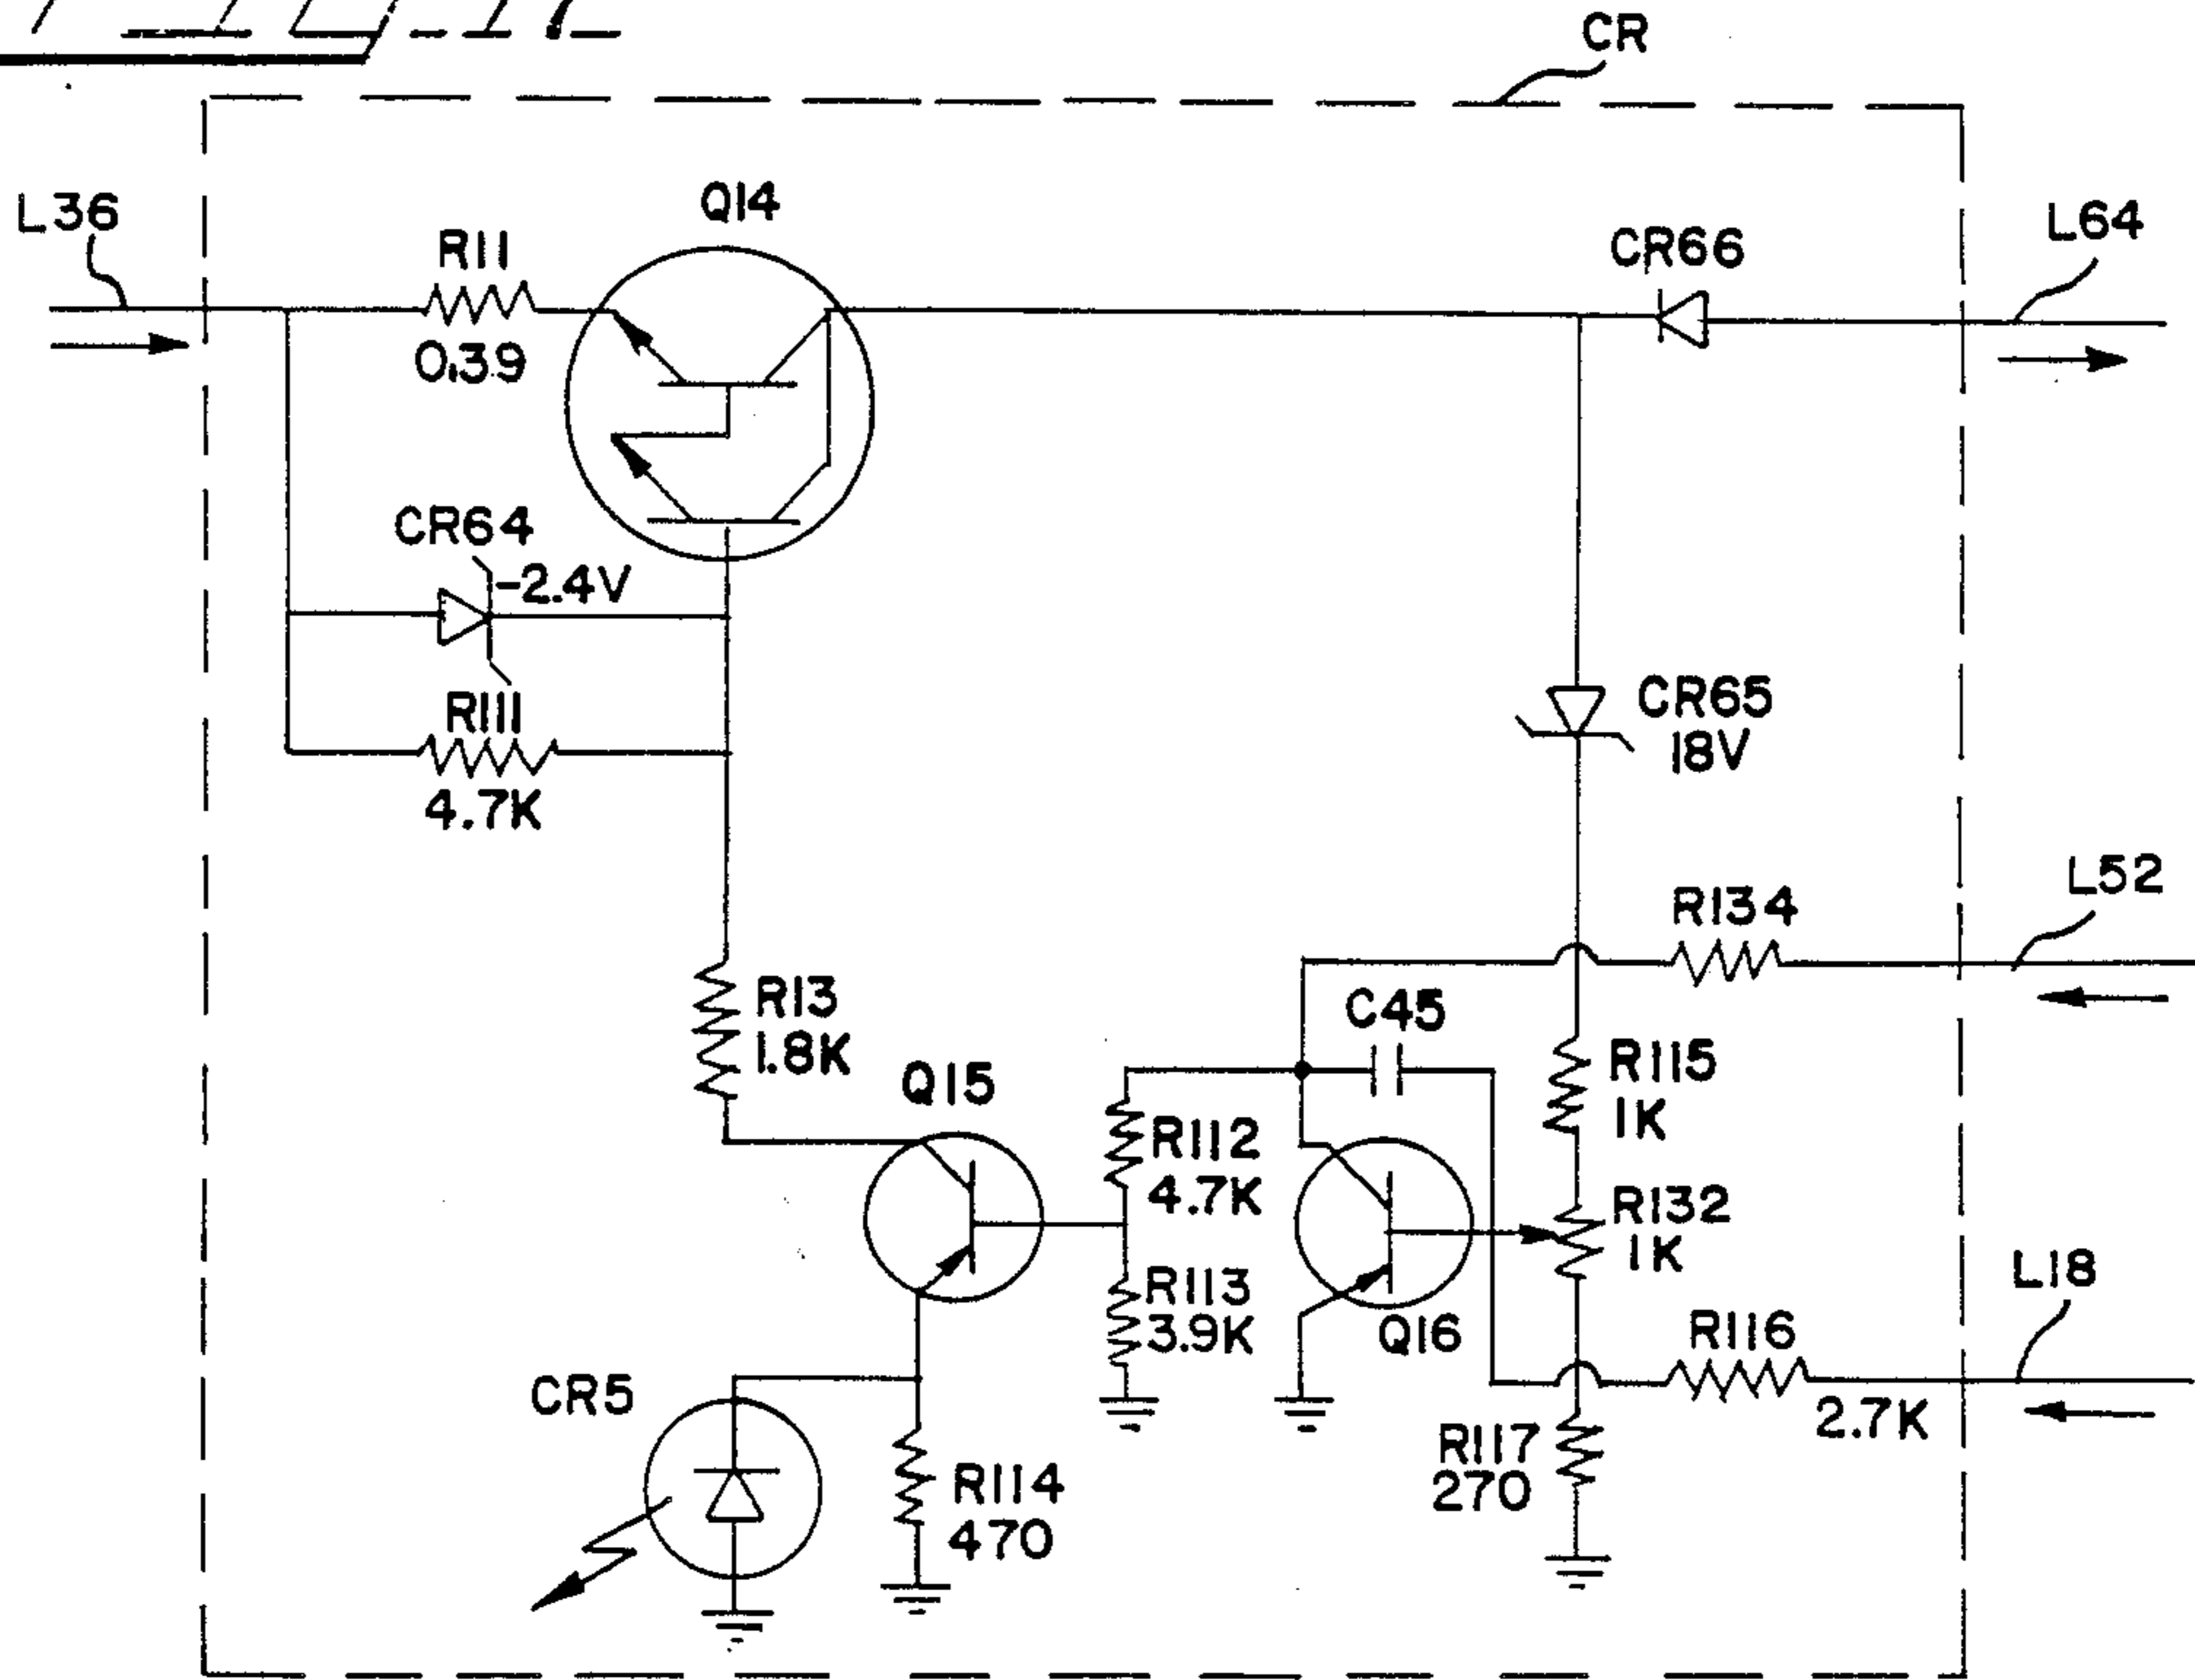 CR
L36
Q14
R11
0.39
CR66
L64
CR64
-2.4V
CR65
18V
R111
4.7K
L52
R134
R13
1.8K
C45
Q15
R115
1K
R112
4.7K
R132
1K
R113
3.9K
L18
Q16
R116
2.7K
CR5
R117
270
R114
470